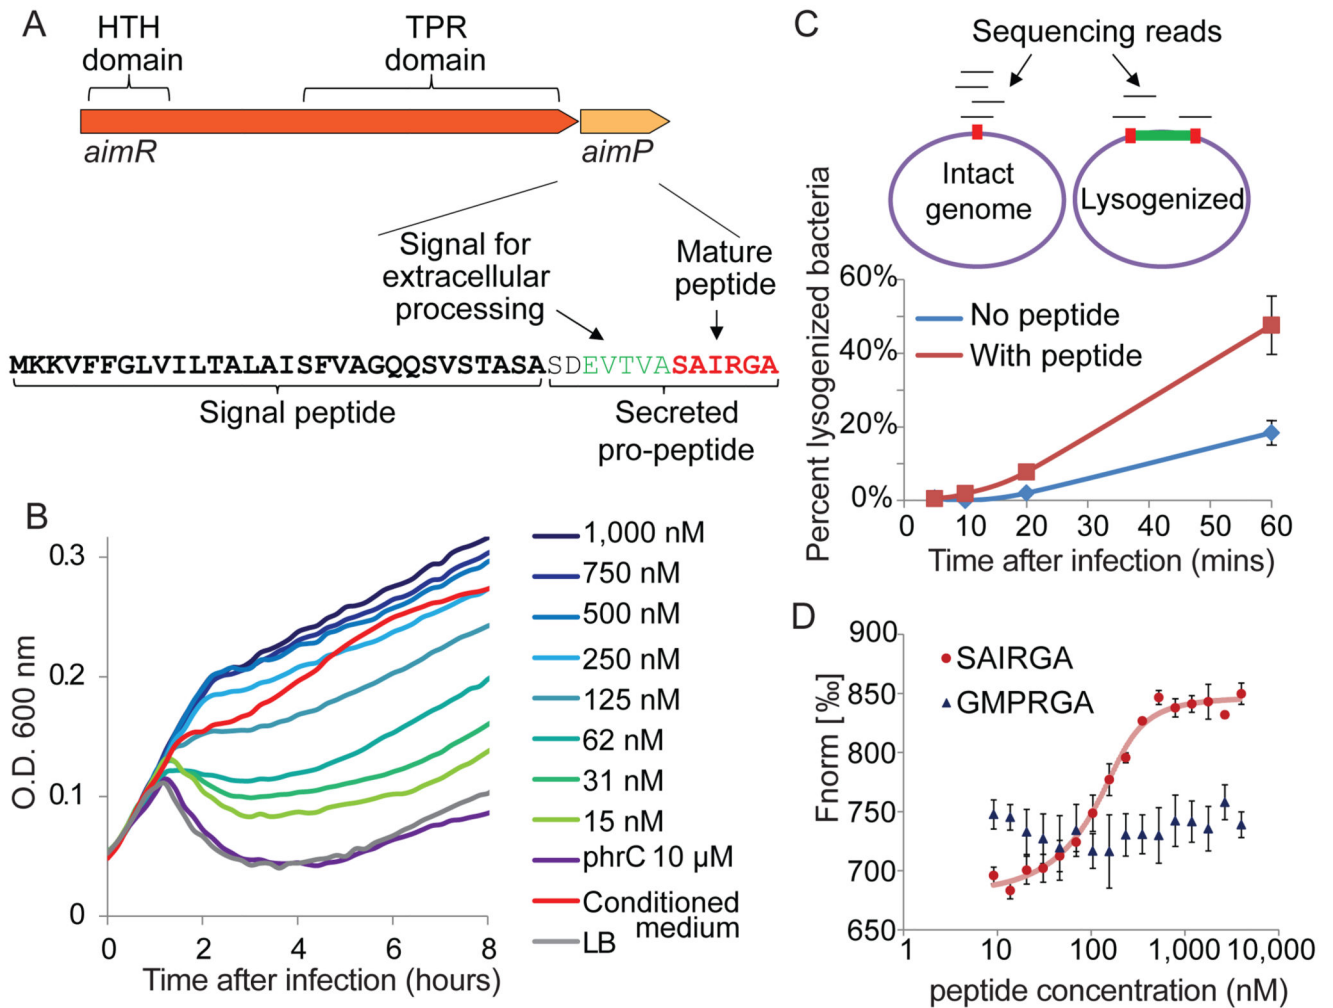 A
HTH
domain
TPR
domain
aimR
aimP
Signal for
extracellular
processing
Mature
peptide
MKKVFFGLVILTALAISFVAGQQSVSTASASDEVTVASAIRGA
Signal peptide
Secreted
pro-peptide
B
O.D. 600 nm
0.3
0.2
0.1
0
0 2 4 6 8
Time after infection (hours)
1,000 nM
750 nM
500 nM
250 nM
125 nM
62 nM
31 nM
15 nM
phrC 10 µM
Conditioned
medium
LB
C
Sequencing reads
Intact
genome
Lysogenized
Percent lysogenized bacteria
60%
40%
20%
0%
No peptide
With peptide
0 10 20 30 40 50 60
Time after infection (mins)
D
Fnorm [‰]
900
850
800
750
700
650
SAIRGA
GMPRGA
1 10 100 1,000 10,000
peptide concentration (nM)